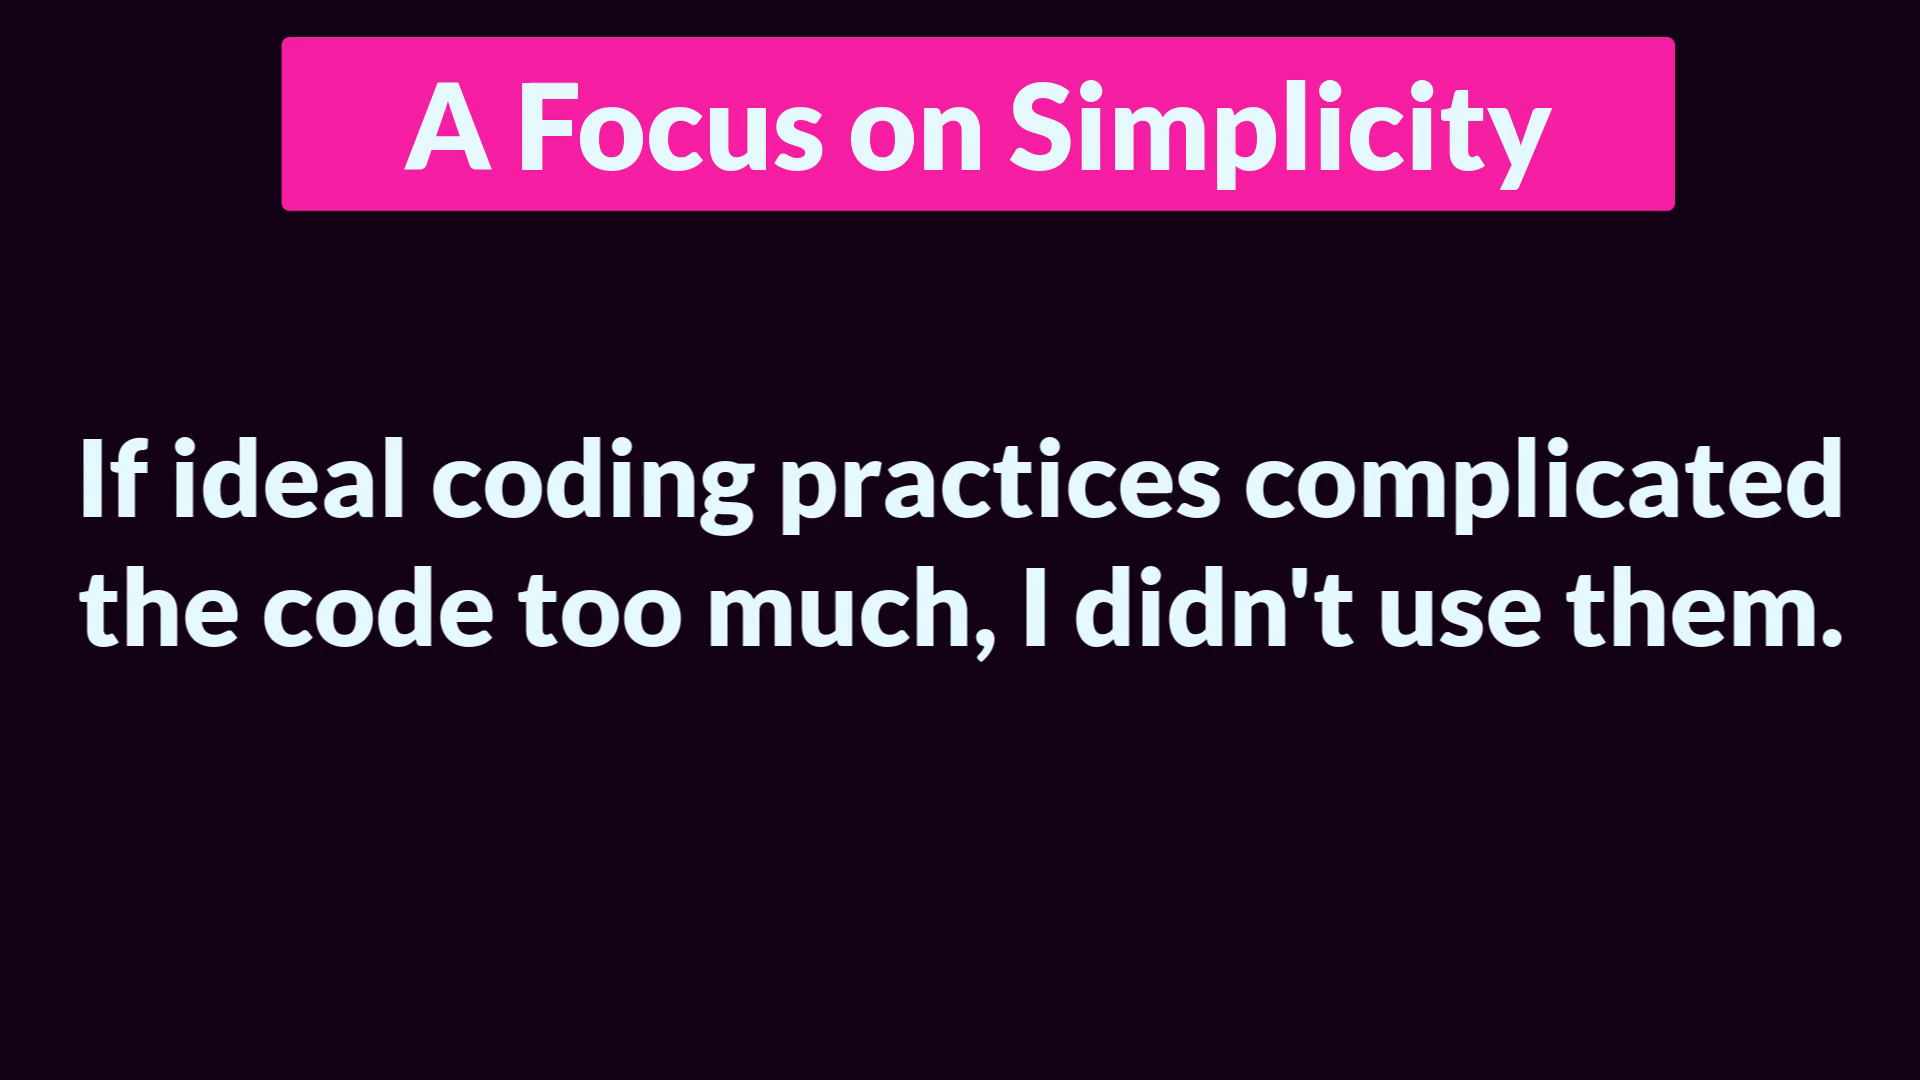 A Focus on Simplicity
If ideal coding practices complicated
the code too much, I didn't use them.